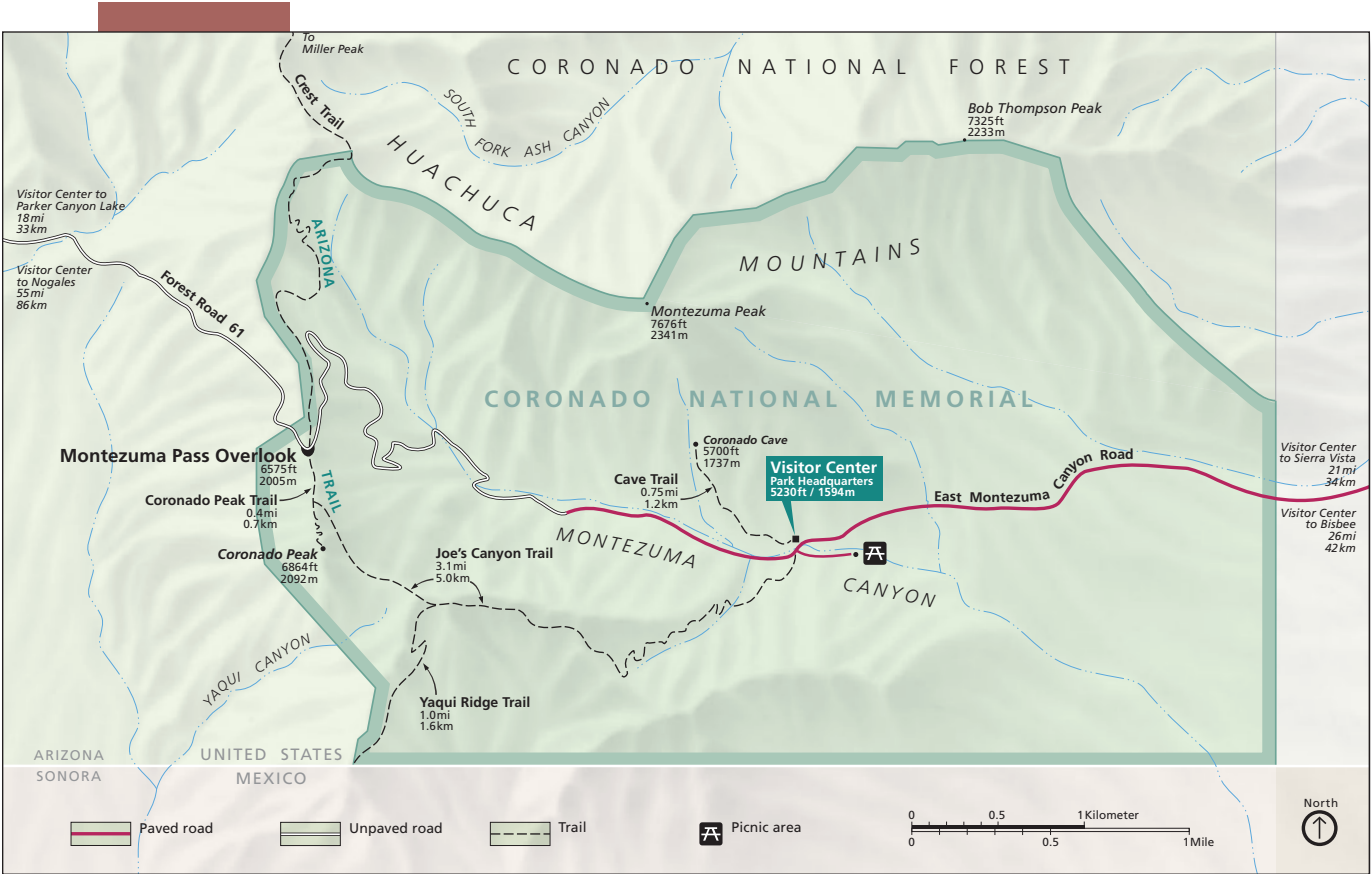 To
Miller Peak
CORONADO NATIONAL FOREST
Crest Trail
SOUTH FORK ASH CANYON
Bob Thompson Peak
7325ft
2233m
HUACHUCA
MOUNTAINS
Visitor Center to
Parker Canyon Lake
18mi
33km
Visitor Center
to Nogales
55mi
86km
Forest Road 61
ARIZONA
TRAIL
Montezuma Peak
7676ft
2341m
CORONADO NATIONAL MEMORIAL
Montezuma Pass Overlook
6575ft
2005m
Coronado Peak Trail
0.4mi
0.7km
Coronado Peak
6864ft
2092m
Coronado Cave
5700ft
1737m
Cave Trail
0.75mi
1.2km
Visitor Center
Park Headquarters
5230ft / 1594m
East Montezuma Canyon Road
Visitor Center
to Sierra Vista
21mi
34km
Visitor Center
to Bisbee
26mi
42km
MONTEZUMA
CANYON
Joe's Canyon Trail
3.1mi
5.0km
YAQUI CANYON
Yaqui Ridge Trail
1.0mi
1.6km
ARIZONA
SONORA
UNITED STATES
MEXICO
Paved road
Unpaved road
Trail
Picnic area
0 0.5 1 Kilometer
0 0.5 1 Mile
North